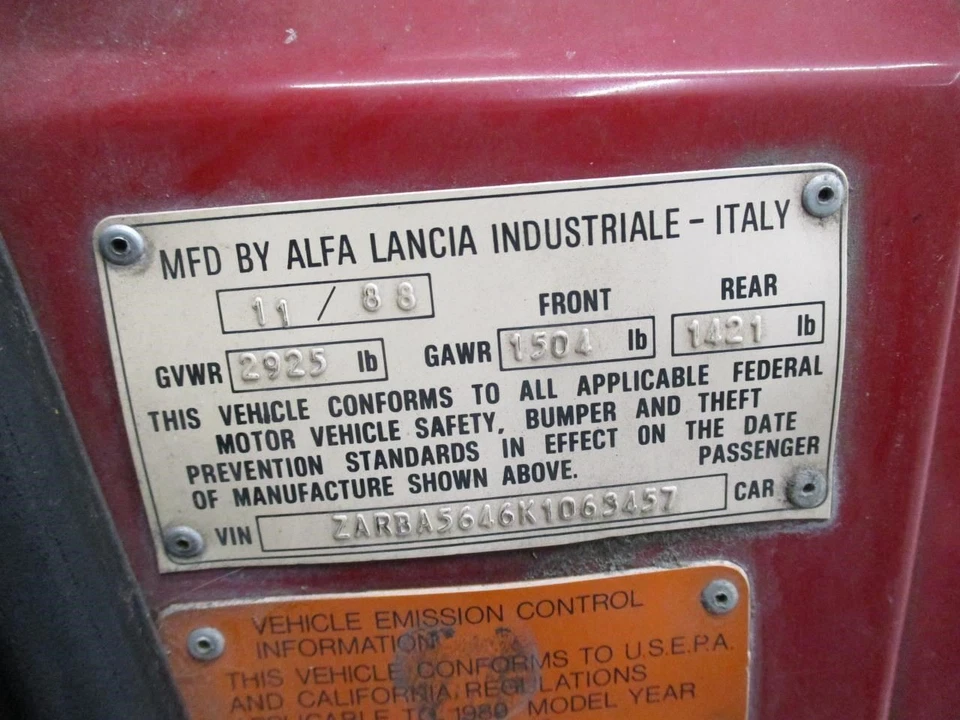 MFD BY ALFA LANCIA INDUSTRIALE - ITALY
11 / 88
FRONT REAR
GVWR 2925 lb GAWR 1504 lb 1421 lb
THIS VEHICLE CONFORMS TO ALL APPLICABLE FEDERAL
MOTOR VEHICLE SAFETY, BUMPER AND THEFT
PREVENTION STANDARDS IN EFFECT ON THE DATE
OF MANUFACTURE SHOWN ABOVE. PASSENGER
VIN ZARBA5646K1063457 CAR
VEHICLE EMISSION CONTROL
INFORMATION
THIS VEHICLE CONFORMS TO U.S.E.P.A.
AND CALIFORNIA REGULATIONS
TO 1989 MODEL YEAR